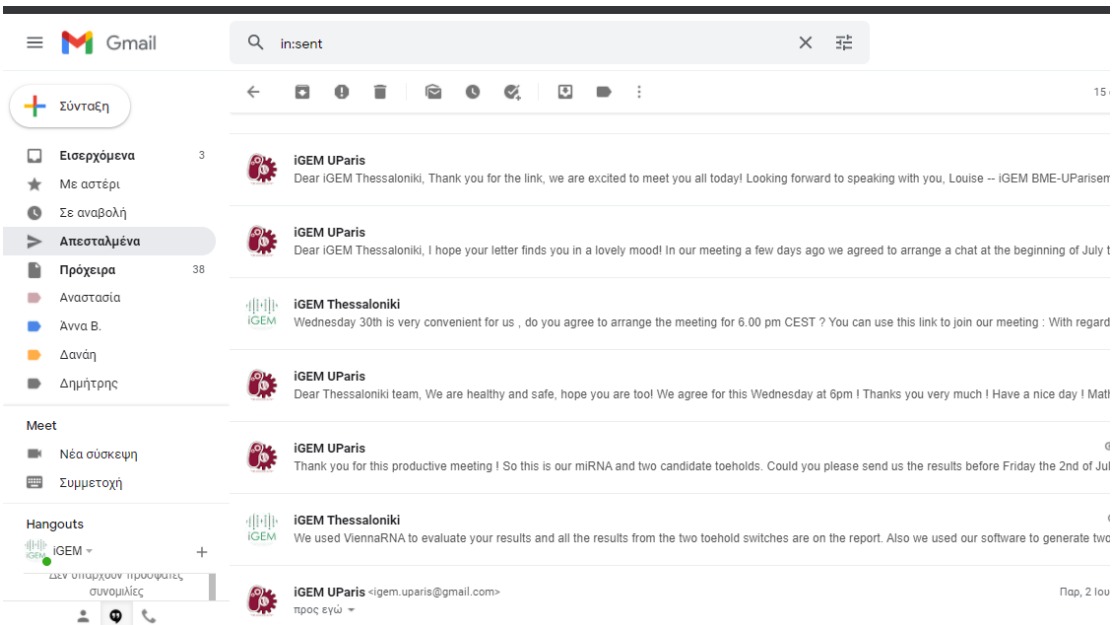 Gmail
in:sent
15
Σύνταξη
Εισερχόμενα 3
Με αστέρι
Σε αναβολή
Απεσταλμένα
Πρόχειρα 38
Αναστασία
Άννα Β.
Δανάη
Δημήτρης
Meet
Νέα σύσκεψη
Συμμετοχή
Hangouts
iGEM
Δεν υπάρχουν πρόσφατες
συνομιλίες
iGEM UParis
Dear iGEM Thessaloniki, Thank you for the link, we are excited to meet you all today! Looking forward to speaking with you, Louise -- iGEM BME-UParisem
iGEM UParis
Dear iGEM Thessaloniki, I hope your letter finds you in a lovely mood! In our meeting a few days ago we agreed to arrange a chat at the beginning of July t
iGEM
iGEM Thessaloniki
Wednesday 30th is very convenient for us , do you agree to arrange the meeting for 6.00 pm CEST ? You can use this link to join our meeting : With regard
iGEM UParis
Dear Thessaloniki team, We are healthy and safe, hope you are too! We agree for this Wednesday at 6pm ! Thanks you very much ! Have a nice day ! Math
iGEM UParis
Thank you for this productive meeting ! So this is our miRNA and two candidate toeholds. Could you please send us the results before Friday the 2nd of Jul
iGEM
iGEM Thessaloniki
We used ViennaRNA to evaluate your results and all the results from the two toehold switches are on the report. Also we used our software to generate two
iGEM UParis <igem.uparis@gmail.com>
Παρ, 2 Ιου
προς εγώ